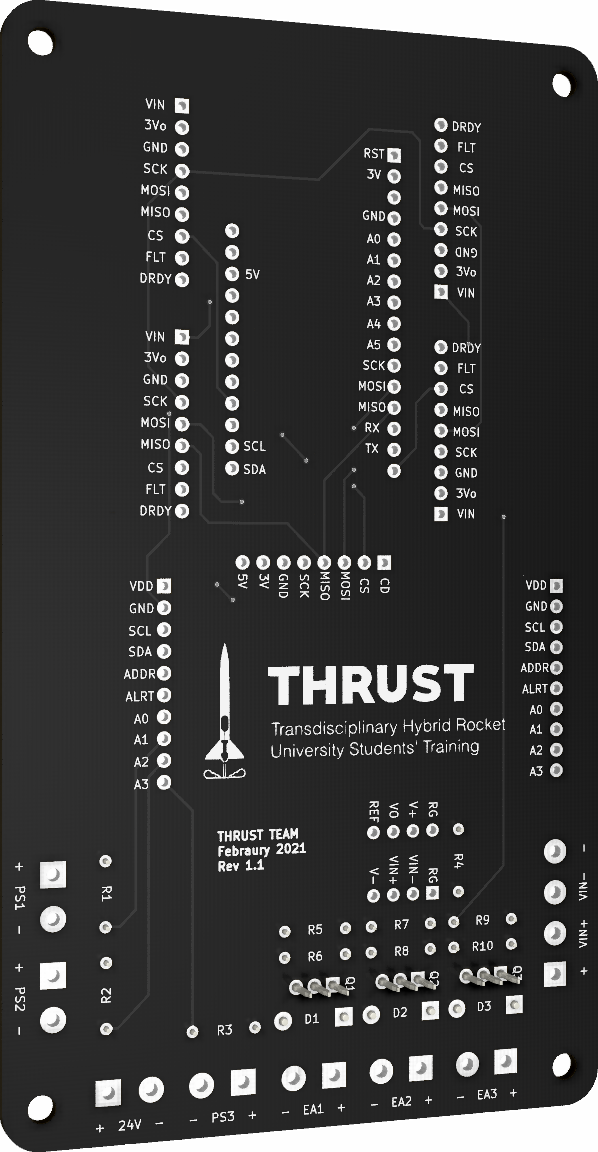 VIN
3Vo
GND
SCK
MOSI
MISO
CS
FLT
DRDY
5V
SCL
SDA
VIN
3Vo
GND
SCK
MOSI
MISO
CS
FLT
DRDY
RST
3V
GND
A0
A1
A2
A3
A4
A5
SCK
MOSI
MISO
RX
TX
DRDY
FLT
CS
MISO
MOSI
SCK
GND
3Vo
VIN
DRDY
FLT
CS
MISO
MOSI
SCK
GND
3Vo
VIN
5V
3V
GND
SCK
MISO
MOSI
CS
CD
VDD
GND
SCL
SDA
ADDR
ALRT
A0
A1
A2
A3
THRUST
Transdisciplinary Hybrid Rocket
University Students' Training
VDD
GND
SCL
SDA
ADDR
ALRT
A0
A1
A2
A3
THRUST TEAM
Febraury 2021
Rev 1.1
REF
VO
V+
RG
V-
VIN+
VIN-
RG
R4
+ PS1 -
+ PS2 -
R1
R2
R3
R5
R6
R7
R8
R9
R10
- VIN-
VIN+ +
Q1
D1
D2
D3
+ 24V -
- PS3 +
- EA1 +
- EA2 +
- EA3 +